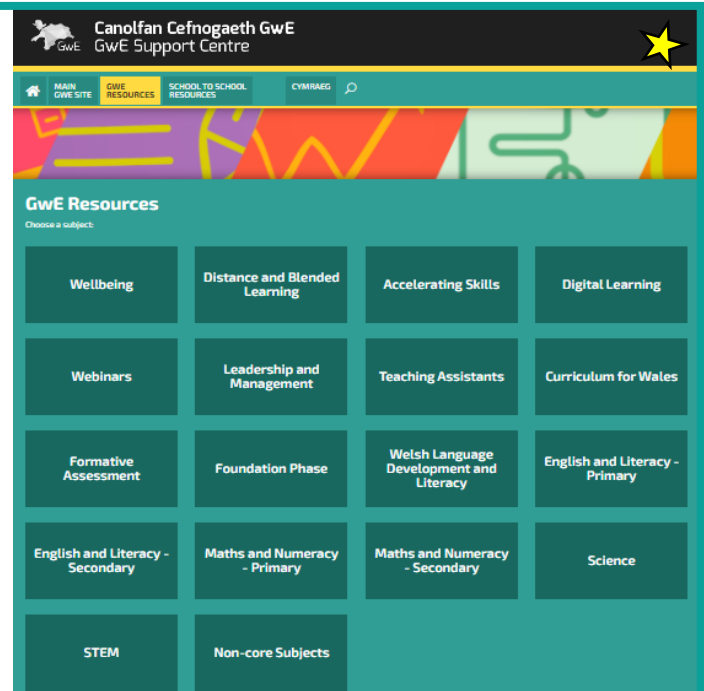 Canolfan Cefnogaeth GwE
GwE
GwE Support Centre
MAIN
GWE SITE
GWE
RESOURCES
SCHOOL TO SCHOOL
RESOURCES
CYMRAEG
GwE Resources
Choose a subject:
Wellbeing
Distance and Blended
Learning
Accelerating Skills
Digital Learning
Webinars
Leadership and
Management
Teaching Assistants
Curriculum for Wales
Formative
Assessment
Foundation Phase
Welsh Language
Development and
Literacy
English and Literacy -
Primary
English and Literacy -
Secondary
Maths and Numeracy
- Primary
Maths and Numeracy
- Secondary
Science
STEM
Non-core Subjects